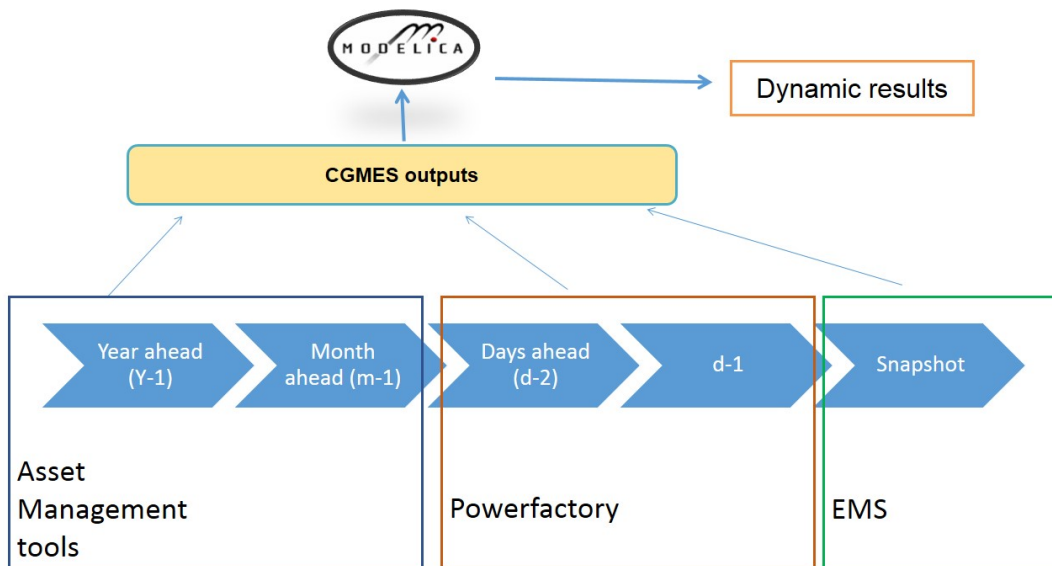 MODELICA
Dynamic results
CGMES outputs
Year ahead
(Y-1)
Month
ahead (m-1)
Days ahead
(d-2)
d-1
Snapshot
Asset
Management
tools
Powerfactory
EMS